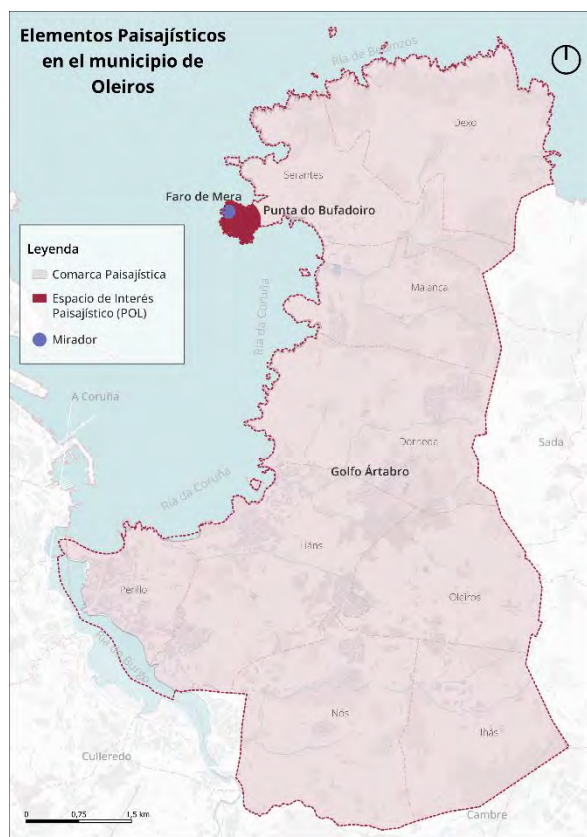 Elementos Paisajísticos
en el municipio de
Oleiros
Ría de Betanzos
Dexo
Serantes
Faro de Mera
Punta do Bufadoiro
Leyenda
Comarca Paisajística
Espacio de Interés
Paisajístico (POL)
Mirador
Maianca
Ría da Coruña
A Coruña
Dorneda
Sada
Golfo Ártabro
Ría da Coruña
Liáns
Perillo
Oleiros
Ría do Burgo
Nós
Iñás
Culleredo
Cambre
0 0,75 1,5 km